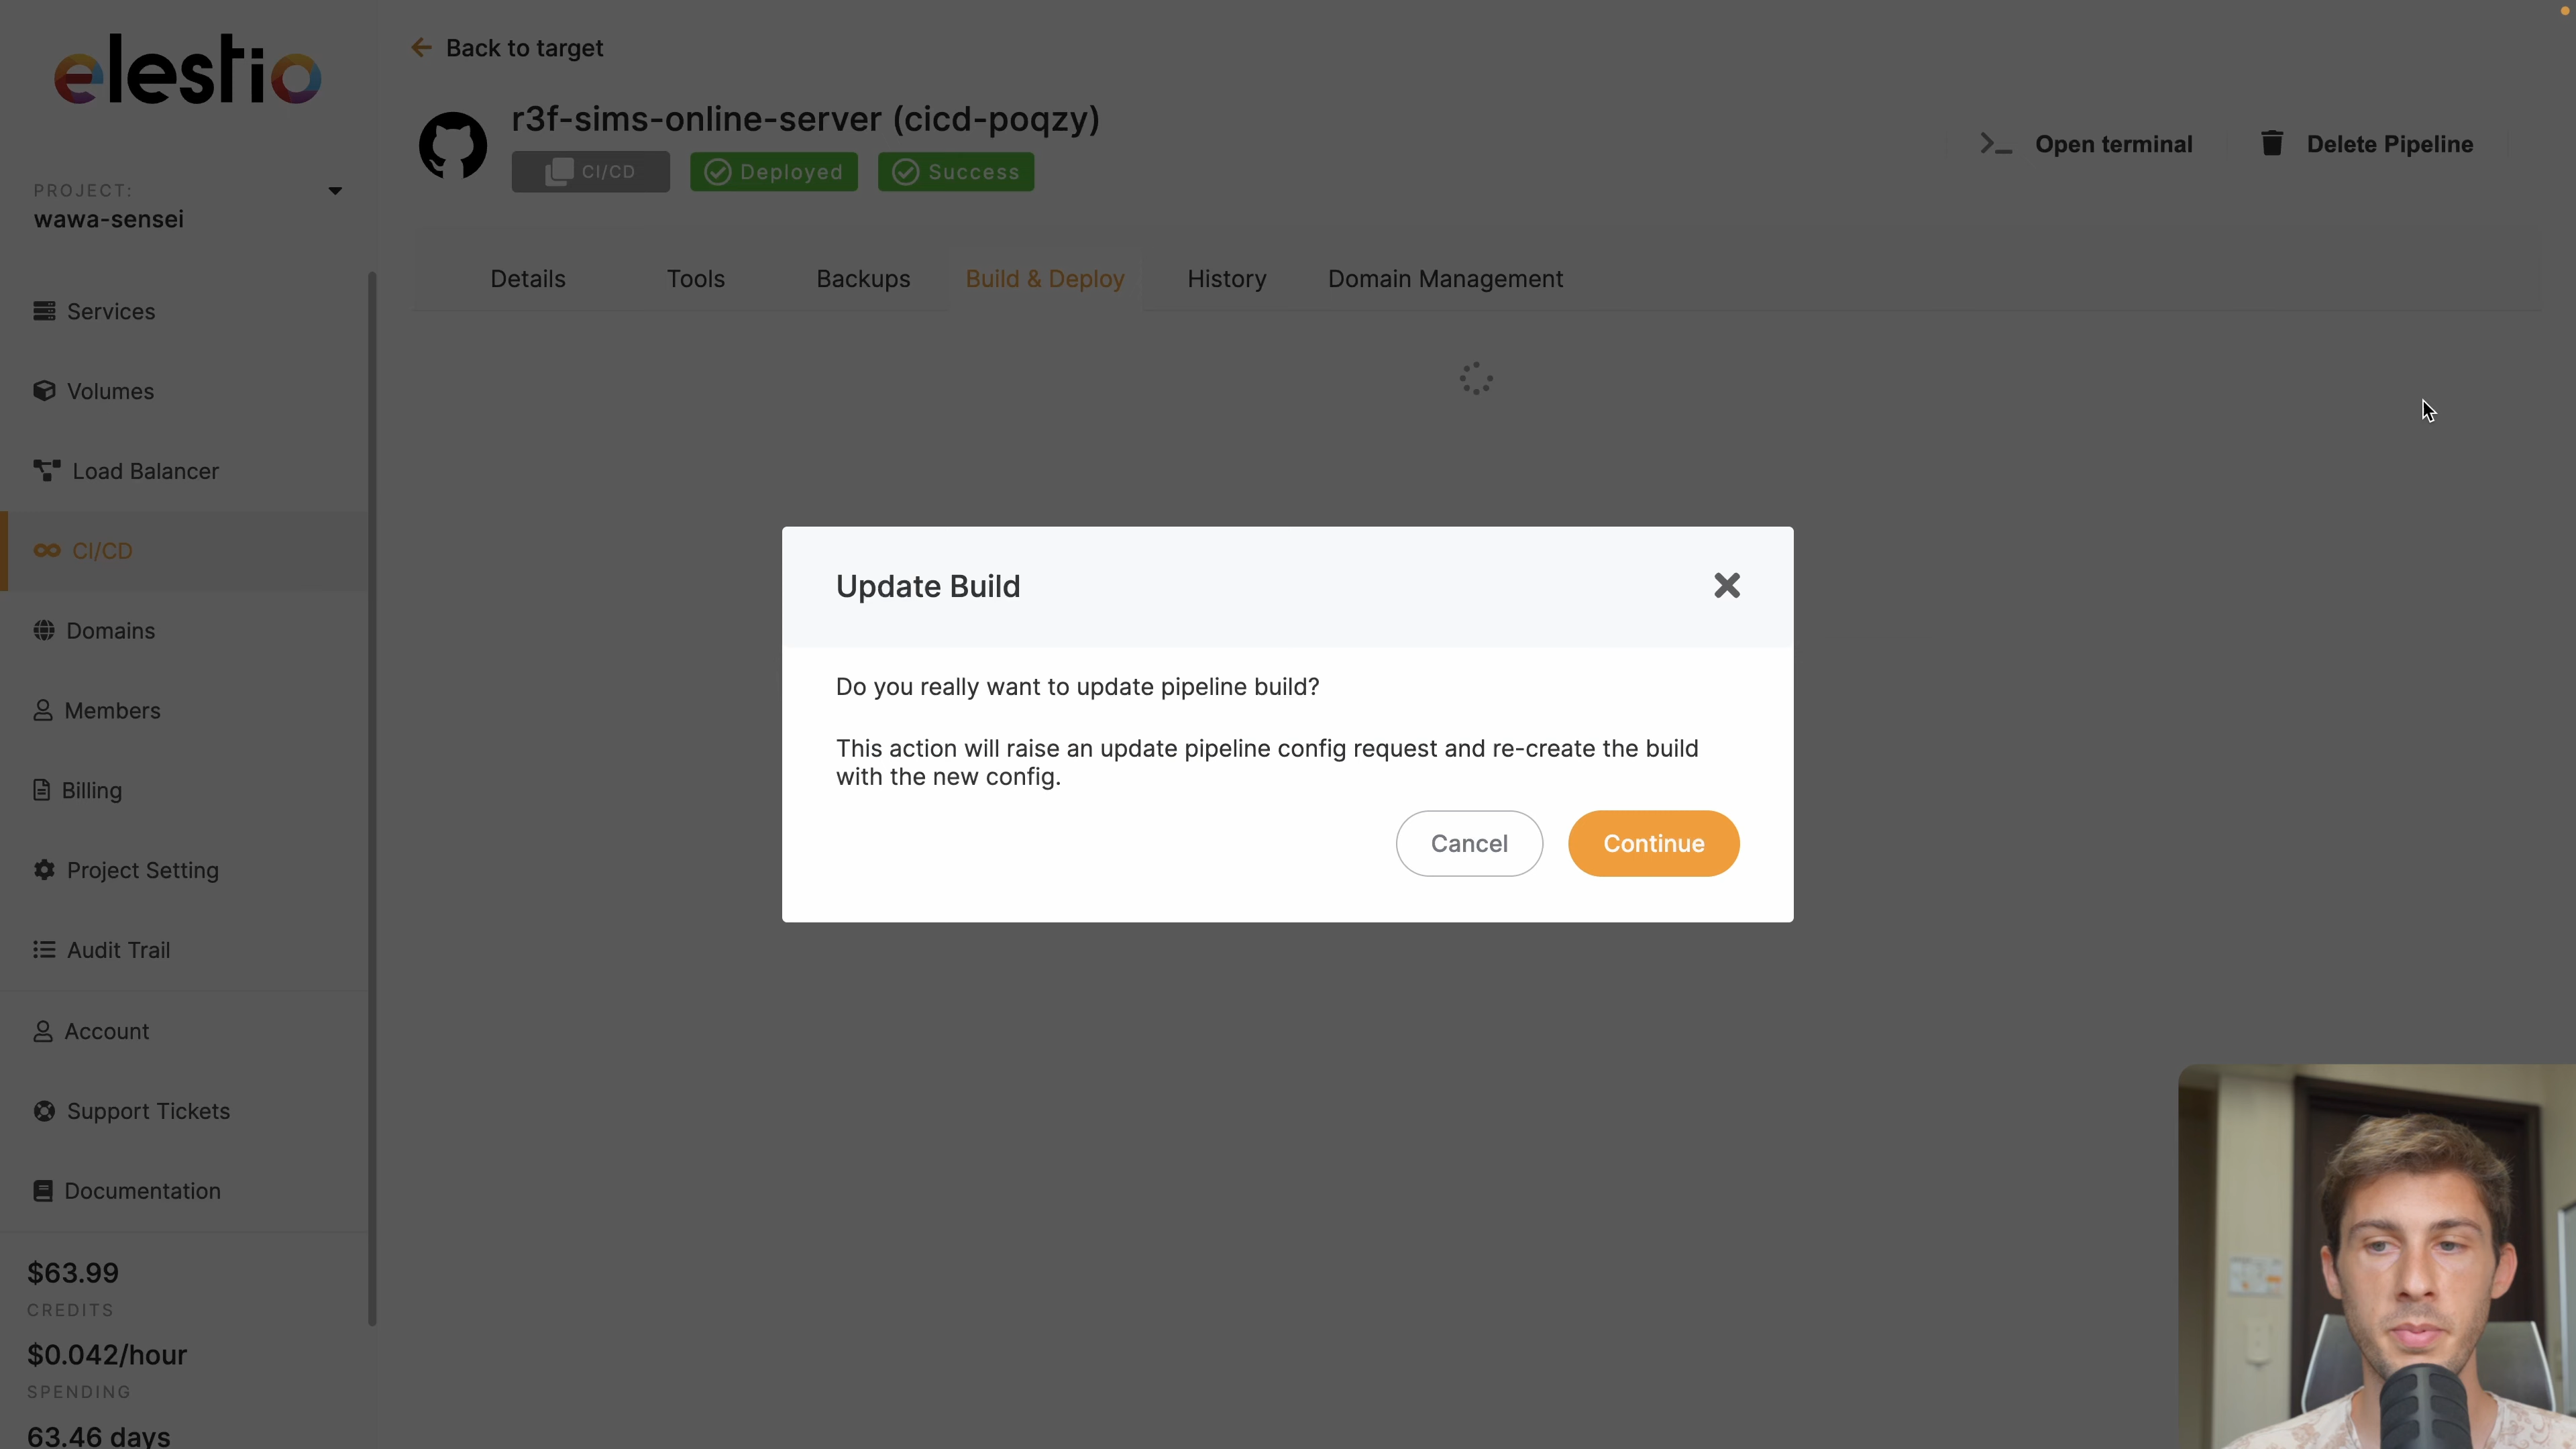 elestio
PROJECT:
wawa-sensei
Services
Volumes
Load Balancer
CI/CD
Domains
Members
Billing
Project Setting
Audit Trail
Account
Support Tickets
Documentation
$63.99
CREDITS
$0.042/hour
SPENDING
63.46 days
Back to target
r3f-sims-online-server (cicd-poqzy)
CI/CD
Deployed
Success
Open terminal
Delete Pipeline
Details
Tools
Backups
Build & Deploy
History
Domain Management
Update Build
Do you really want to update pipeline build?
This action will raise an update pipeline config request and re-create the build
with the new config.
Cancel
Continue